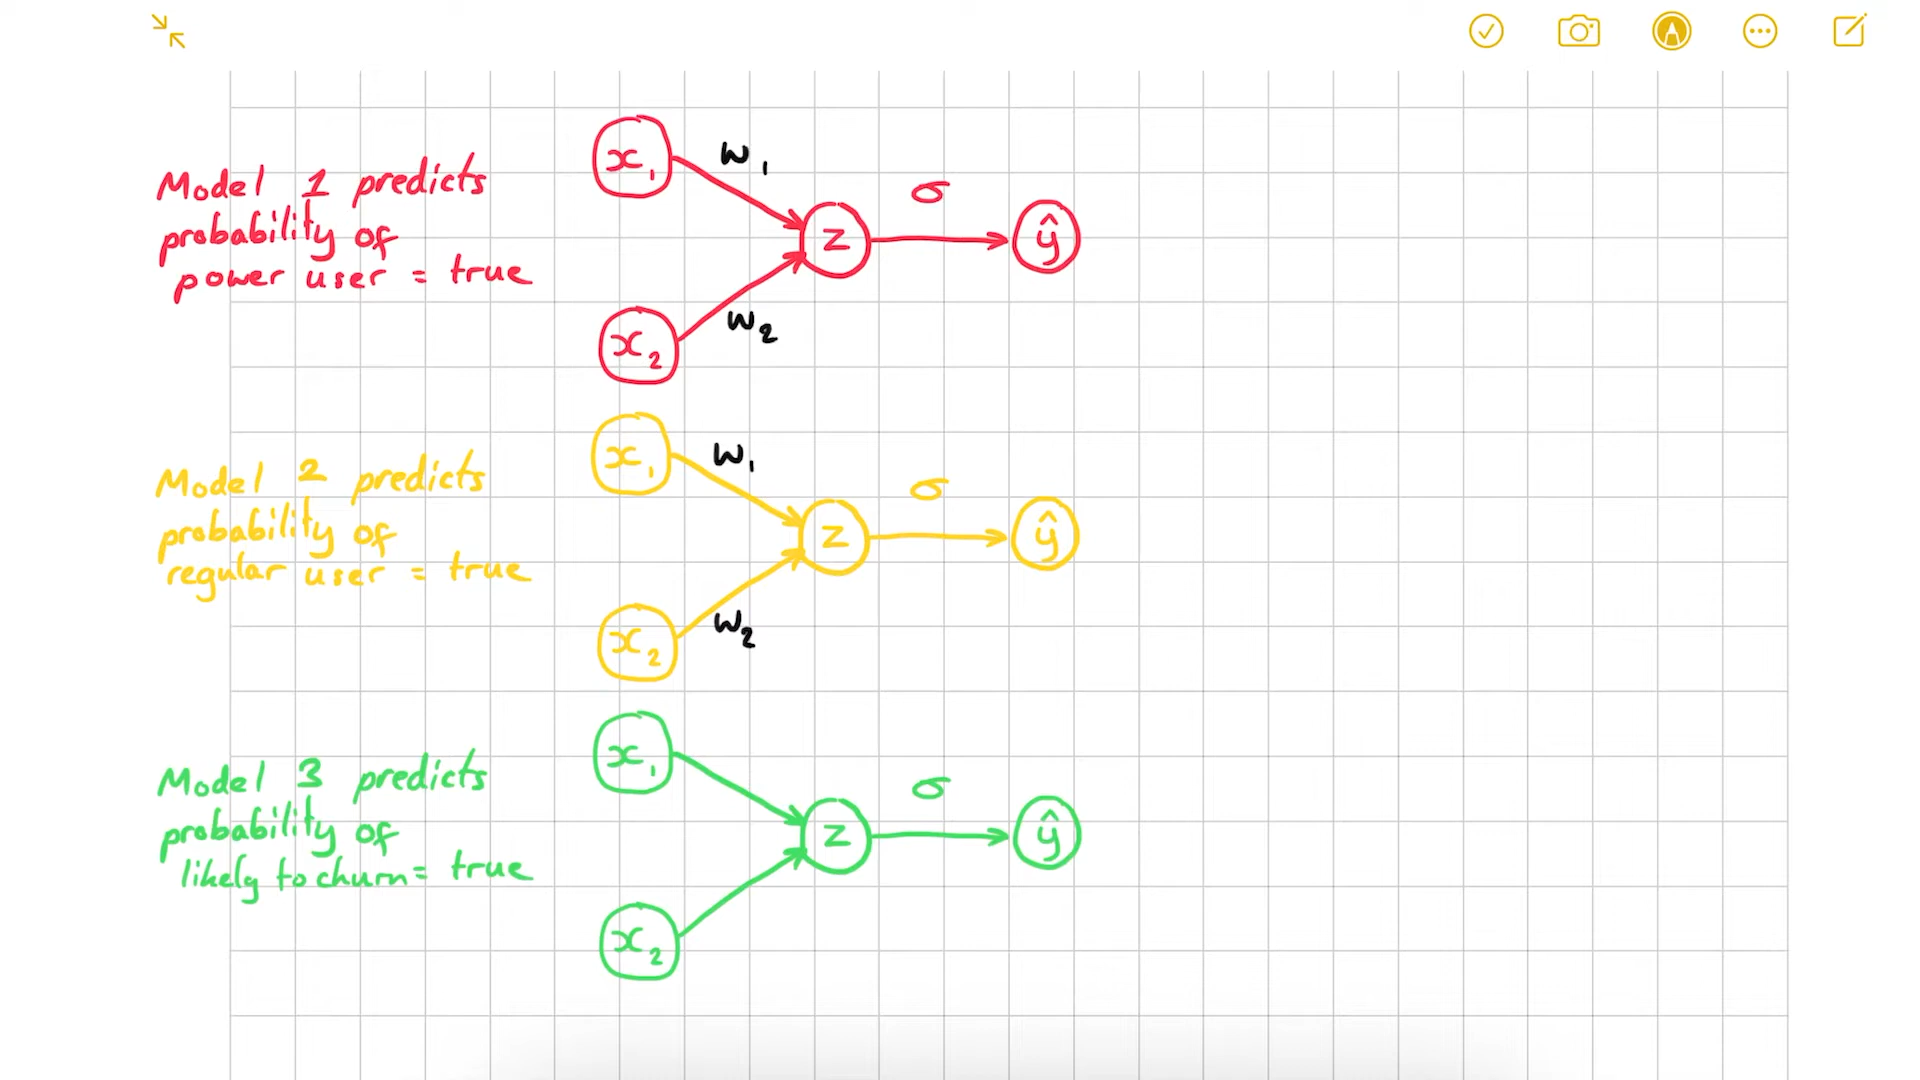 Model 1 predicts
probability of
power user = true
x₁
w₁
σ
z
ŷ
w₂
x₂
Model 2 predicts
probability of
regular user = true
x₁
w₁
σ
z
ŷ
w₂
x₂
Model 3 predicts
probability of
likely to churn = true
x₁
σ
z
ŷ
x₂